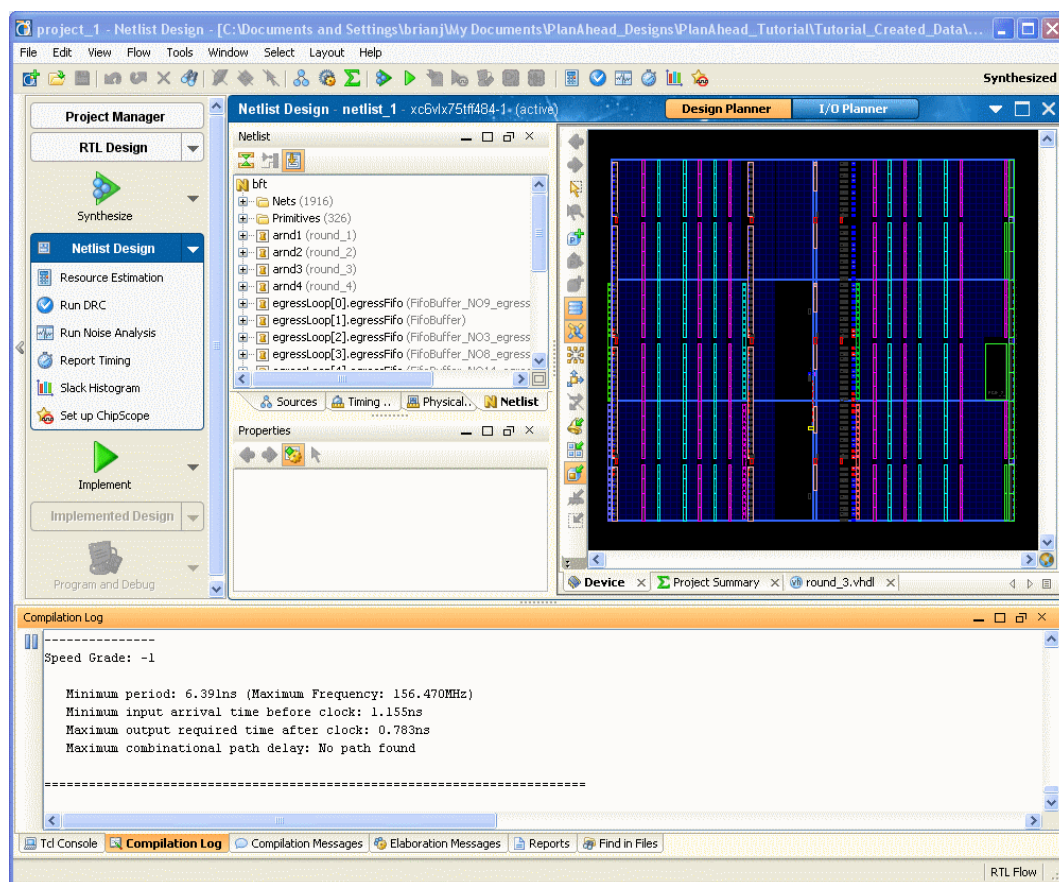 project_1 - Netlist Design - [C:\Documents and Settings\brianj\My Documents\PlanAhead_Designs\PlanAhead_Tutorial\Tutorial_Created_Data\...
File Edit View Flow Tools Window Select Layout Help
Synthesized
Project Manager
RTL Design
Synthesize
Netlist Design
Resource Estimation
Run DRC
Run Noise Analysis
Report Timing
Slack Histogram
Set up ChipScope
Implement
Implemented Design
Program and Debug
Netlist Design - netlist_1 - xc6vlx75tff484-1 (active)
Design Planner
I/O Planner
Netlist
bft
Nets (1916)
Primitives (326)
arnd1 (round_1)
arnd2 (round_2)
arnd3 (round_3)
arnd4 (round_4)
egressLoop[0].egressFifo (FifoBuffer_NO9_egress
egressLoop[1].egressFifo (FifoBuffer)
egressLoop[2].egressFifo (FifoBuffer_NO3_egress
egressLoop[3].egressFifo (FifoBuffer_NO8_egress
Sources Timing .. Physical.. Netlist
Properties
Device Project Summary round_3.vhdl
Compilation Log
---------------
Speed Grade: -1
Minimum period: 6.391ns (Maximum Frequency: 156.470MHz)
Minimum input arrival time before clock: 1.155ns
Maximum output required time after clock: 0.783ns
Maximum combinational path delay: No path found
=========================================================================
Tcl Console Compilation Log Compilation Messages Elaboration Messages Reports Find in Files
RTL Flow